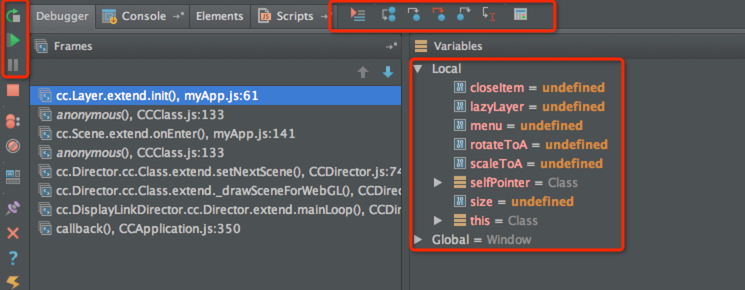 Debugger Console Elements Scripts
Frames
Variables
cc.Layer.extend.init(), myApp.js:61
anonymous(), CCClass.js:133
cc.Scene.extend.onEnter(), myApp.js:141
anonymous(), CCClass.js:133
cc.Director.cc.Class.extend.setNextScene(), CCDirector.js:74
cc.Director.cc.Class.extend._drawSceneForWebGL(), CCDirec
cc.DisplayLinkDirector.cc.Director.extend.mainLoop(), CCDi
callback(), CCApplication.js:350
Local
closeItem = undefined
lazyLayer = undefined
menu = undefined
rotateToA = undefined
scaleToA = undefined
selfPointer = Class
size = undefined
this = Class
Global = Window